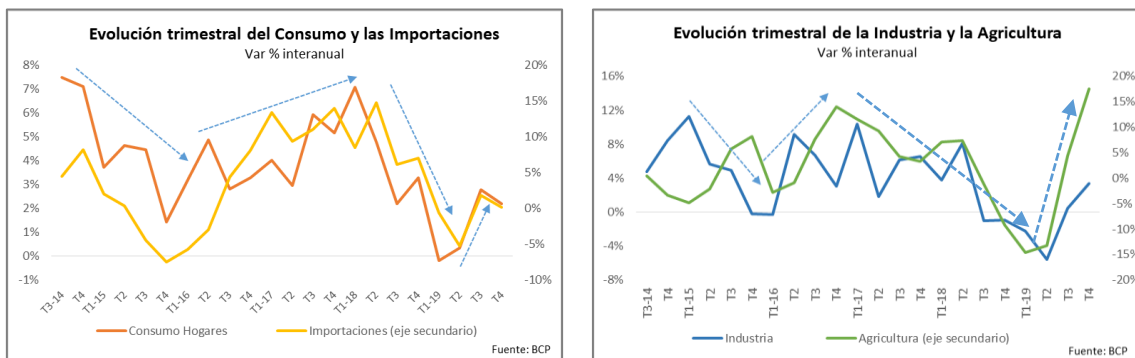 Evolución trimestral del Consumo y las Importaciones
Var % interanual
8%
7%
6%
5%
4%
3%
2%
1%
0%
-1%
20%
15%
10%
5%
0%
-5%
-10%
T3-14
T4
T1-15
T2
T3
T4
T1-16
T2
T3
T4
T1-17
T2
T3
T4
T1-18
T2
T3
T4
T1-19
T2
T3
T4
Consumo Hogares
Importaciones (eje secundario)
Fuente: BCP
Evolución trimestral de la Industria y la Agricultura
Var % interanual
16%
12%
8%
4%
0%
-4%
-8%
20%
15%
10%
5%
0%
-5%
-10%
-15%
-20%
T3-14
T4
T1-15
T2
T3
T4
T1-16
T2
T3
T4
T1-17
T2
T3
T4
T1-18
T2
T3
T4
T1-19
T2
T3
T4
Industria
Agricultura (eje secundario)
Fuente: BCP